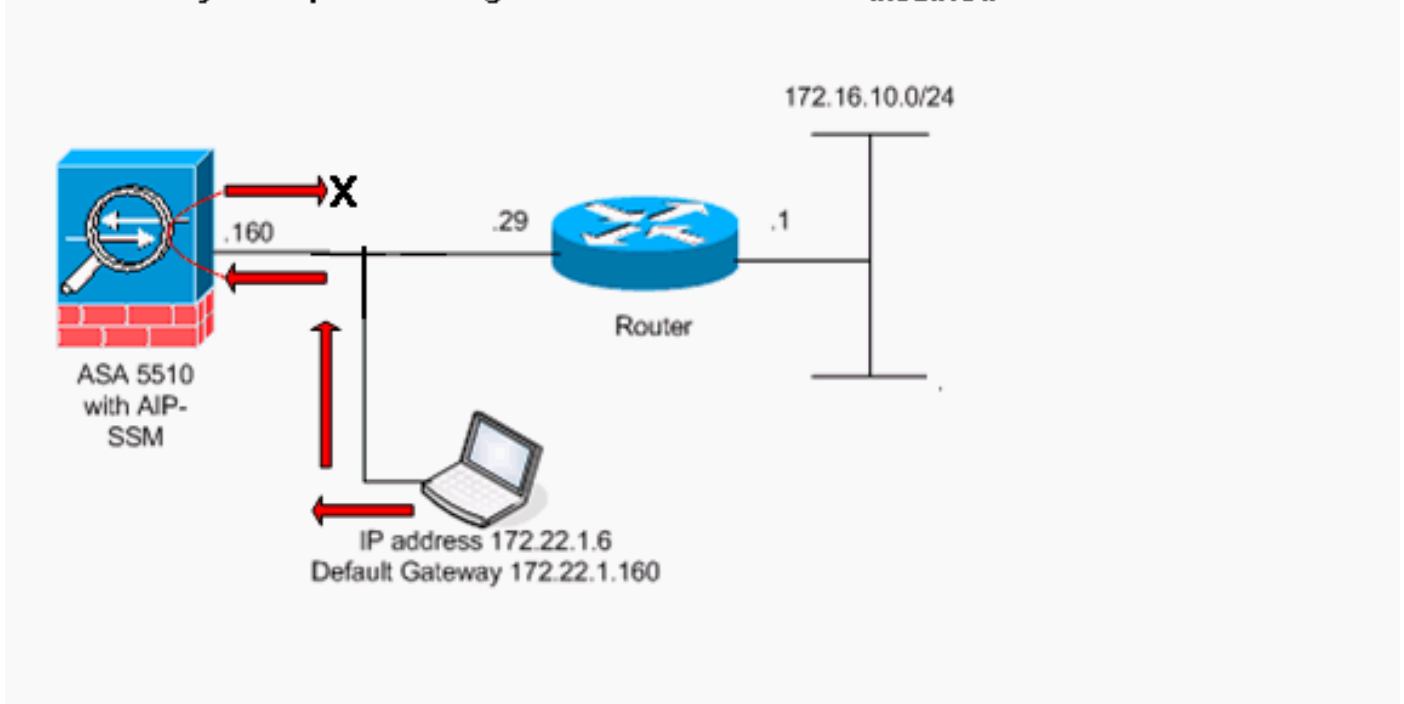 172.16.10.0/24
X
.160
.29
.1
Router
ASA 5510
with AIP-
SSM
IP address 172.22.1.6
Default Gateway 172.22.1.160